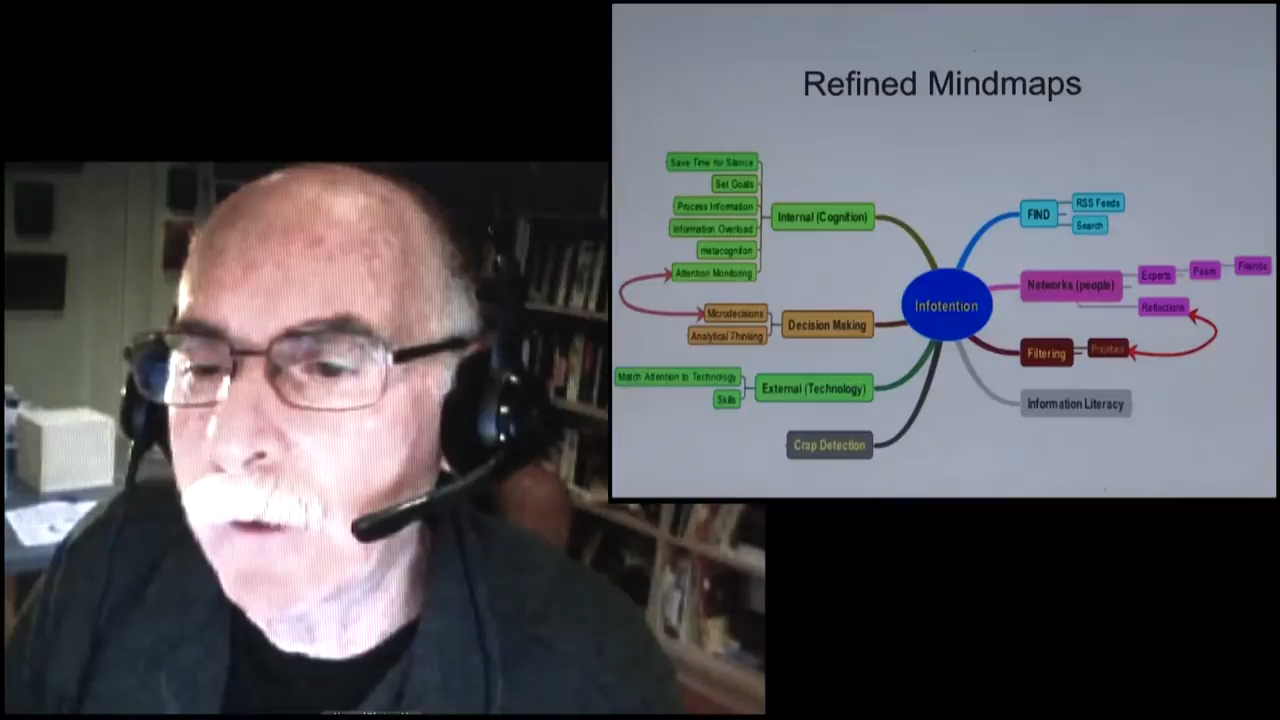 Refined Mindmaps
Save Time for Silence
Set Goals
Process Information
Information Overload
metacognition
Attention Monitoring
Internal (Cognition)
Microdecisions
Analytical Thinking
Decision Making
Match Attention to Technology
Skills
External (Technology)
Crap Detection
Infotention
FIND
RSS Feeds
Search
Networks (people)
Experts
Peers
Friends
Reflections
Filtering
Priorities
Information Literacy